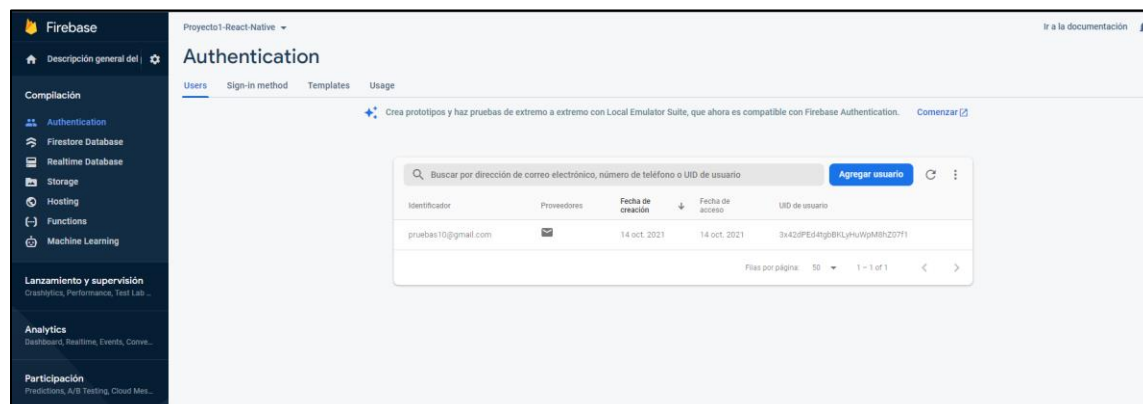 Firebase
Descripción general del
Compilación
Authentication
Firestore Database
Realtime Database
Storage
Hosting
Functions
Machine Learning
Lanzamiento y supervisión
Crashlytics, Performance, Test Lab ...
Analytics
Dashboard, Realtime, Events, Conve...
Participación
Predictions, A/B Testing, Cloud Mes...
Proyecto1-React-Native
Ir a la documentación
Authentication
Users Sign-in method Templates Usage
Crea prototipos y haz pruebas de extremo a extremo con Local Emulator Suite, que ahora es compatible con Firebase Authentication. Comenzar
Buscar por dirección de correo electrónico, número de teléfono o UID de usuario Agregar usuario
Identificador Proveedores Fecha de creación Fecha de acceso UID de usuario
pruebas10@gmail.com 14 oct. 2021 14 oct. 2021
Filas por página: 50 1 – 1 of 1